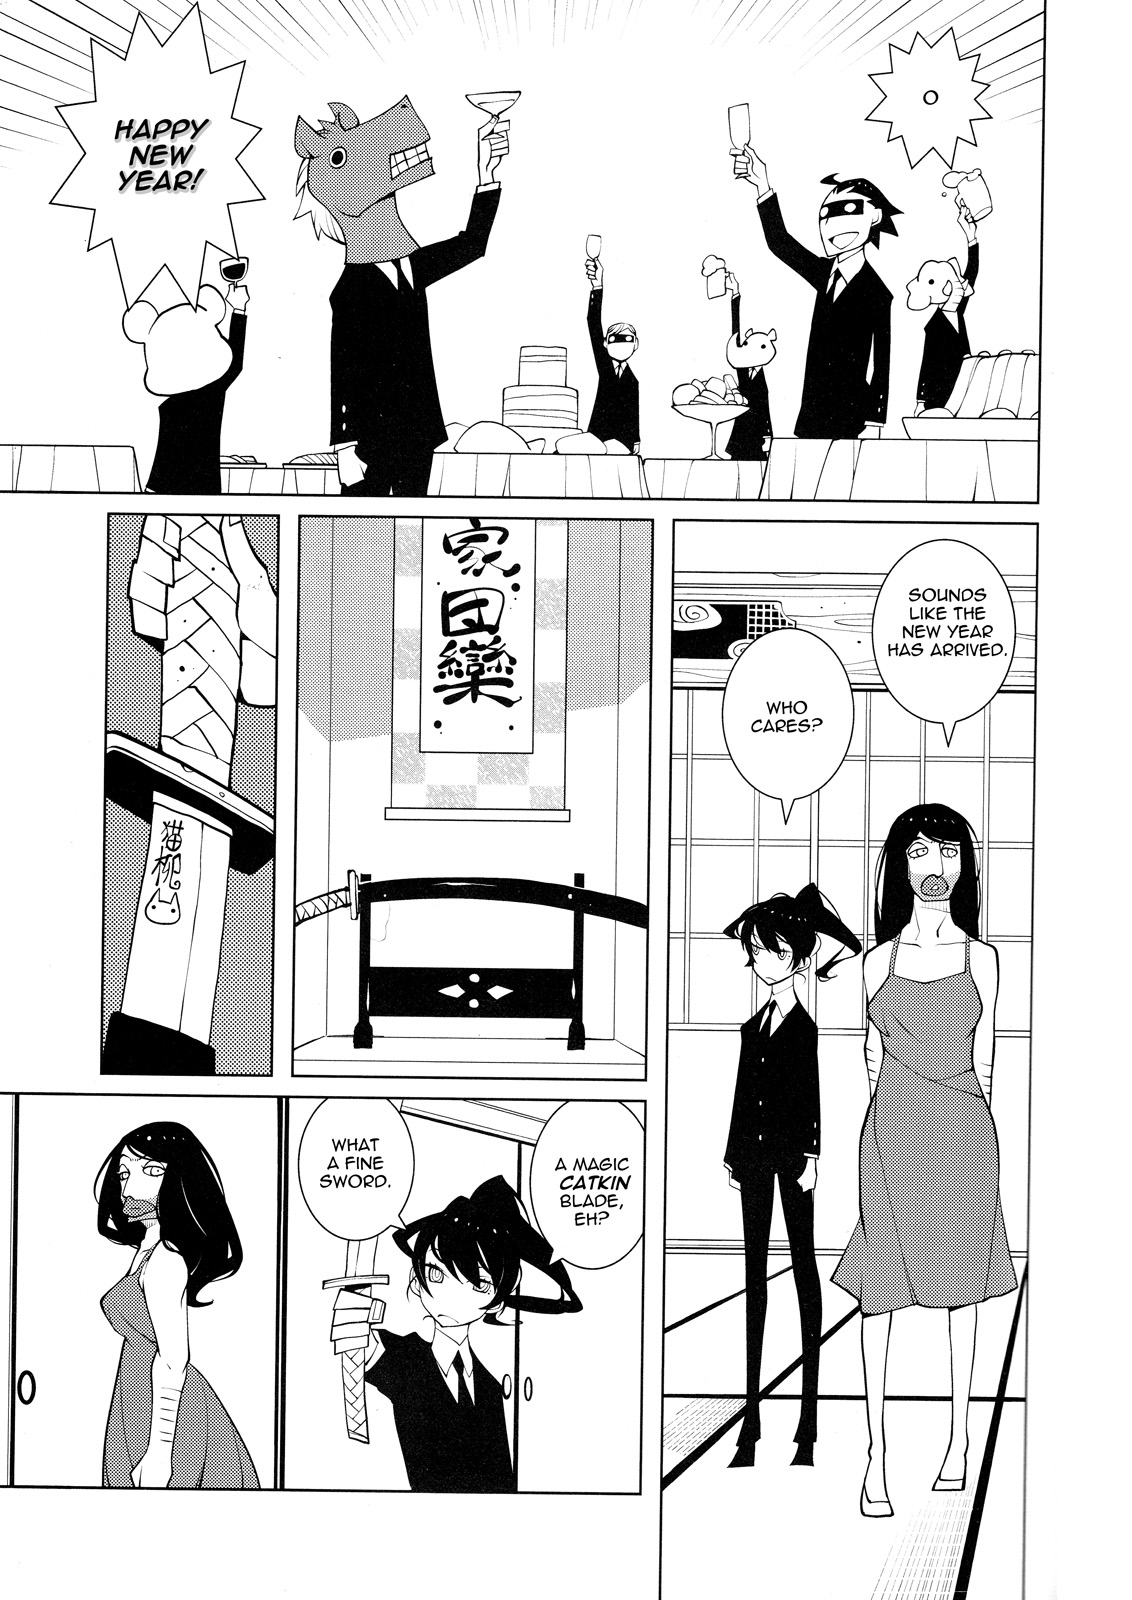 HAPPY
NEW
YEAR!
SOUNDS
LIKE THE
NEW YEAR
HAS ARRIVED.
WHO
CARES?
家団欒
猫柳
A MAGIC
CATKIN
BLADE,
EH?
WHAT
A FINE
SWORD.